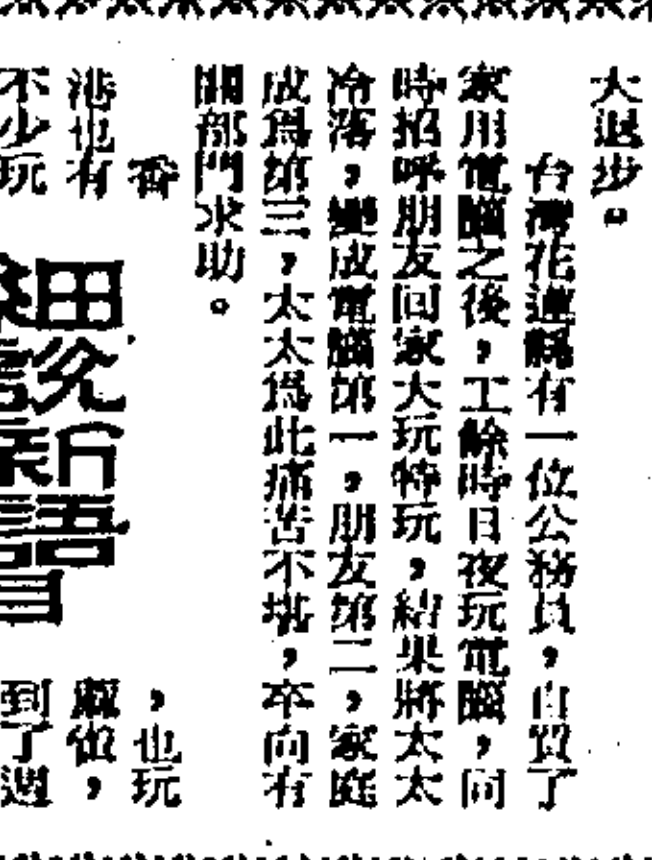 大退步。
台灣花蓮縣有一位公務員，自買了
家用電腦之後，工餘時日夜玩電腦，同
時招呼朋友回家大玩特玩，結果將太太
冷落，變成電腦第一，朋友第二，家庭
成爲第三，太太爲此痛苦不堪，卒向有
關部門求助。
香
，也玩
港也有
細說新語
廠做，
不少玩
到了過